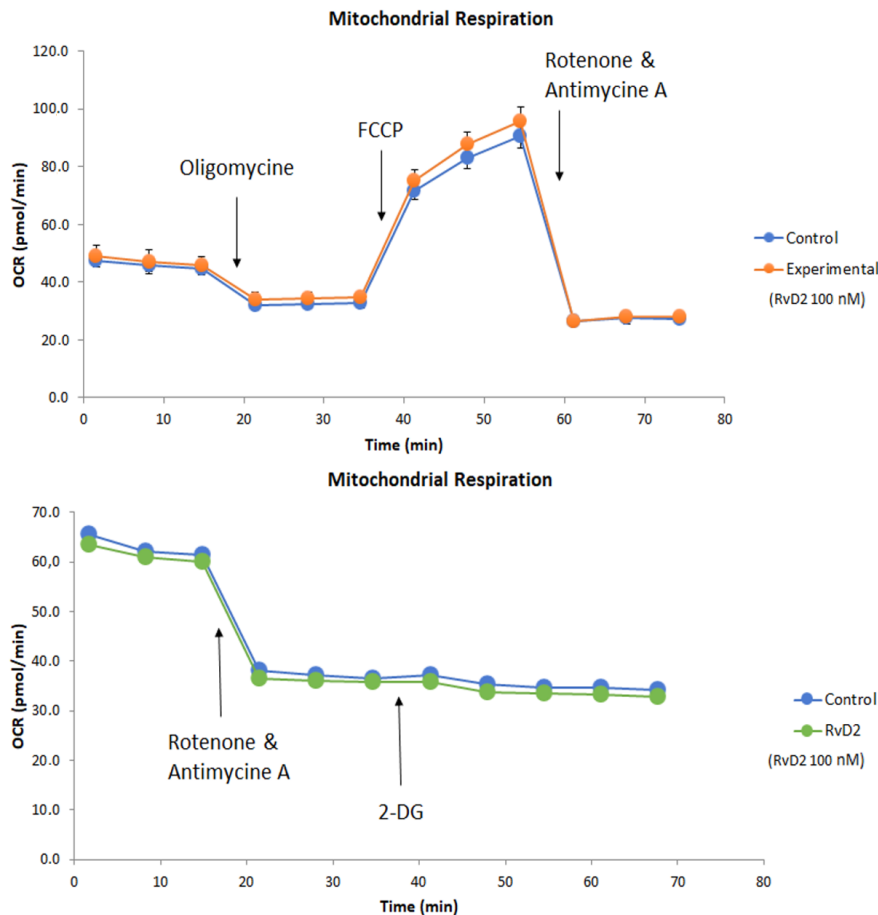 Mitochondrial Respiration
120.0
100.0
80.0
60.0
40.0
20.0
0.0
OCR (pmol/min)
Oligomycine
FCCP
Rotenone &
Antimycine A
Control
Experimental
(RvD2 100 nM)
0 10 20 30 40 50 60 70 80
Time (min)
Mitochondrial Respiration
70.0
60.0
50.0
40.0
30.0
20.0
10.0
0.0
OCR (pmol/min)
Rotenone &
Antimycine A
2-DG
Control
RvD2
(RvD2 100 nM)
0 10 20 30 40 50 60 70 80
Time (min)